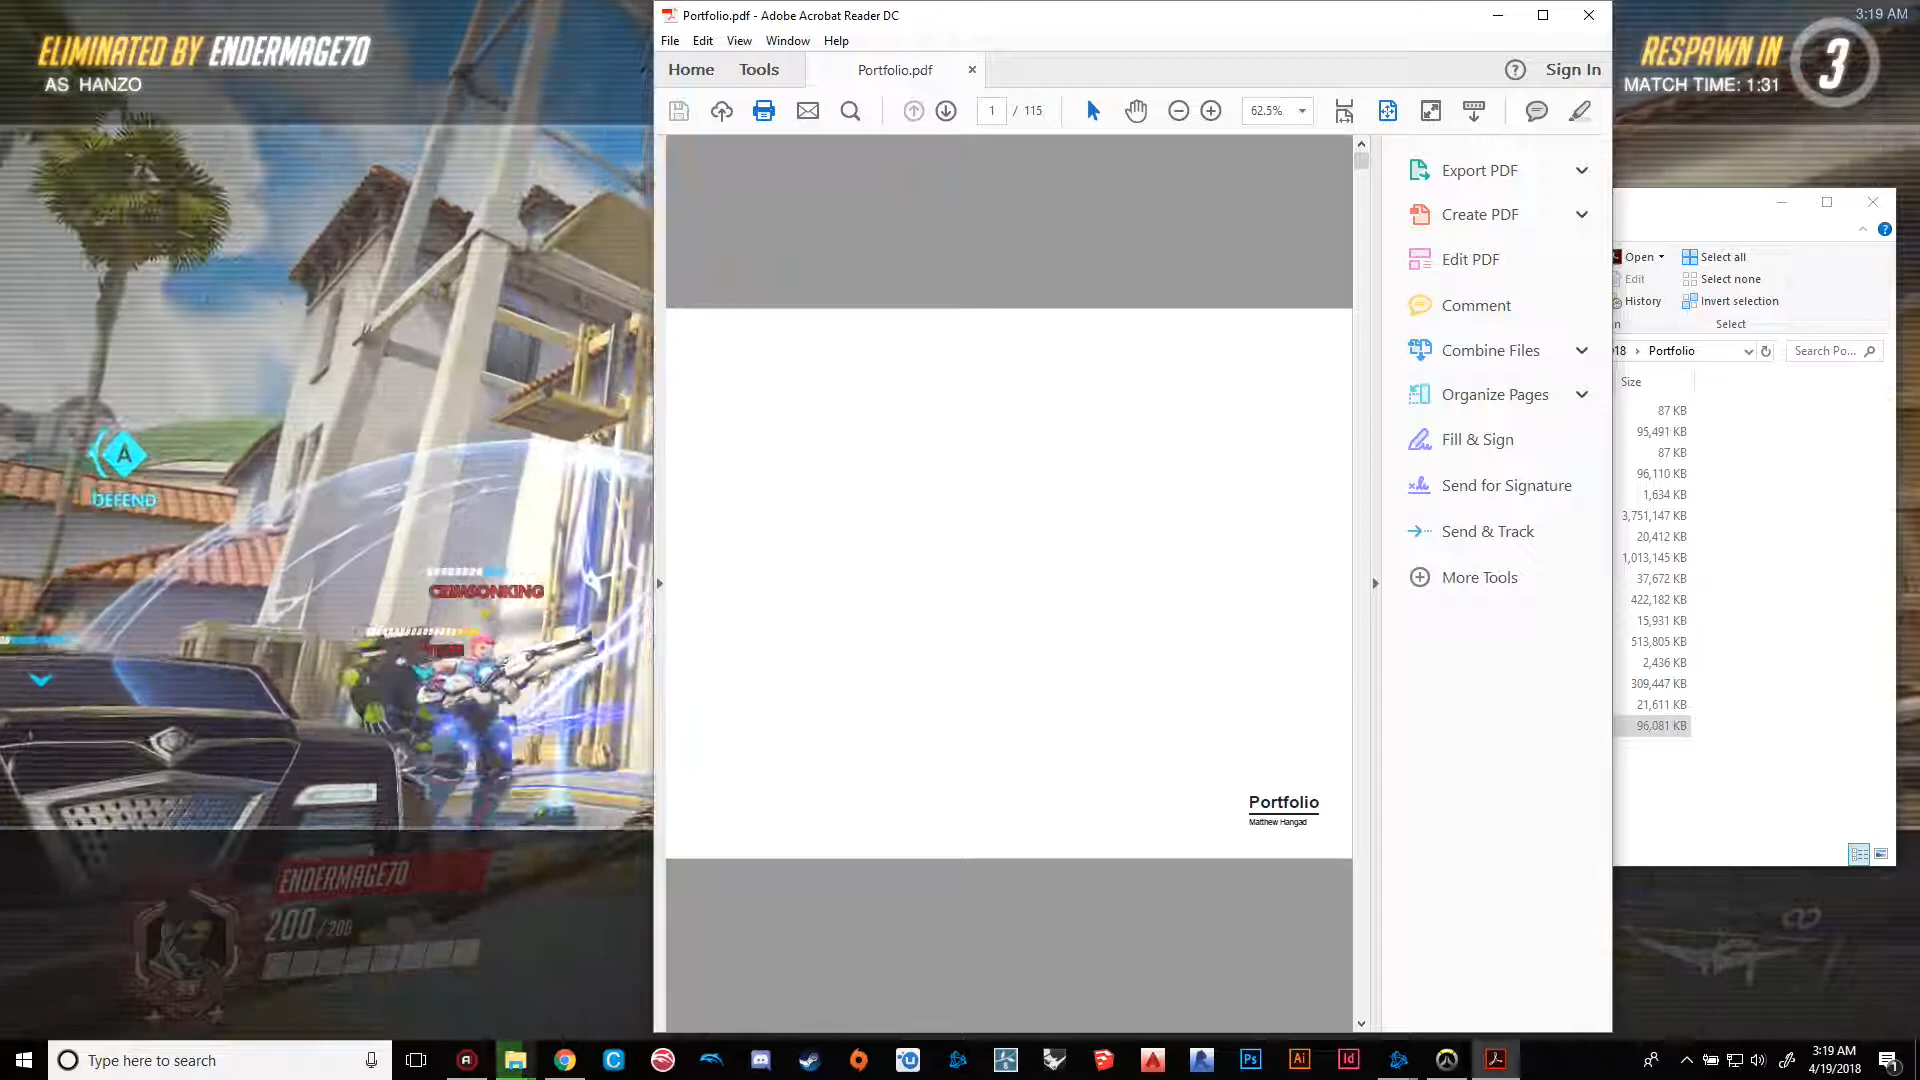 ELIMINATED BY ENDERMAGE70
AS HANZO
3:19 AM
RESPAWN IN 3
MATCH TIME: 1:31
A
DEFEND
ENDERMAGE70
200 / 200
Portfolio.pdf - Adobe Acrobat Reader DC
File Edit View Window Help
Home Tools Portfolio.pdf × Sign In
1 / 115 62.5%
Portfolio
Matthew Hangad
Export PDF
Create PDF
Edit PDF
Comment
Combine Files
Organize Pages
Fill & Sign
Send for Signature
Send & Track
More Tools
Open Select all
Edit Select none
History Invert selection
Select
18 › Portfolio Search Po...
Size
87 KB
95,491 KB
87 KB
96,110 KB
1,634 KB
3,751,147 KB
20,412 KB
1,013,145 KB
37,672 KB
422,182 KB
15,931 KB
513,805 KB
2,436 KB
309,447 KB
21,611 KB
96,081 KB
Type here to search
Ps Ai Id
3:19 AM
4/19/2018
1